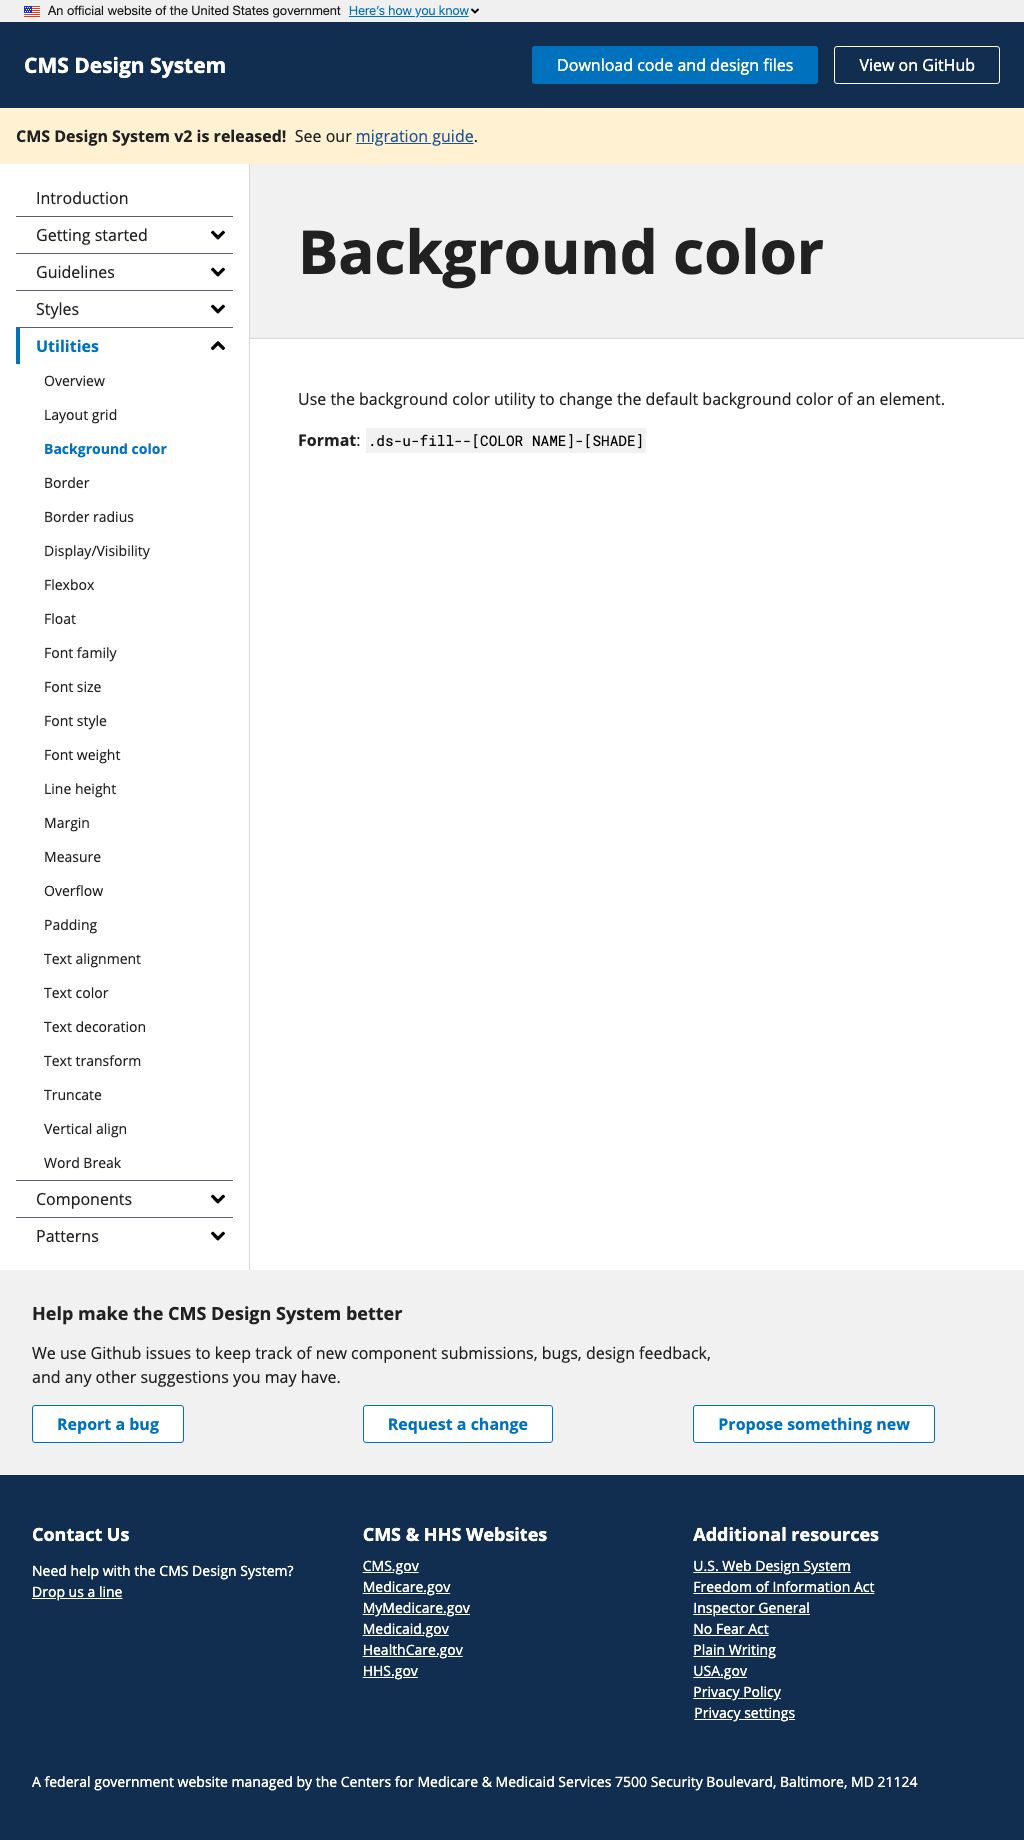 An official website of the United States government Here's how you know
CMS Design System
Download code and design files
View on GitHub
CMS Design System v2 is released! See our migration guide.
Introduction
Getting started
Guidelines
Styles
Utilities
Overview
Layout grid
Background color
Border
Border radius
Display/Visibility
Flexbox
Float
Font family
Font size
Font style
Font weight
Line height
Margin
Measure
Overflow
Padding
Text alignment
Text color
Text decoration
Text transform
Truncate
Vertical align
Word Break
Components
Patterns
Background color
Use the background color utility to change the default background color of an element.
Format: .ds-u-fill--[COLOR NAME]-[SHADE]
Help make the CMS Design System better
We use Github issues to keep track of new component submissions, bugs, design feedback,
and any other suggestions you may have.
Report a bug
Request a change
Propose something new
Contact Us
Need help with the CMS Design System?
Drop us a line
CMS & HHS Websites
CMS.gov
Medicare.gov
MyMedicare.gov
Medicaid.gov
HealthCare.gov
HHS.gov
Additional resources
U.S. Web Design System
Freedom of Information Act
Inspector General
No Fear Act
Plain Writing
USA.gov
Privacy Policy
Privacy settings
A federal government website managed by the Centers for Medicare & Medicaid Services 7500 Security Boulevard, Baltimore, MD 21124